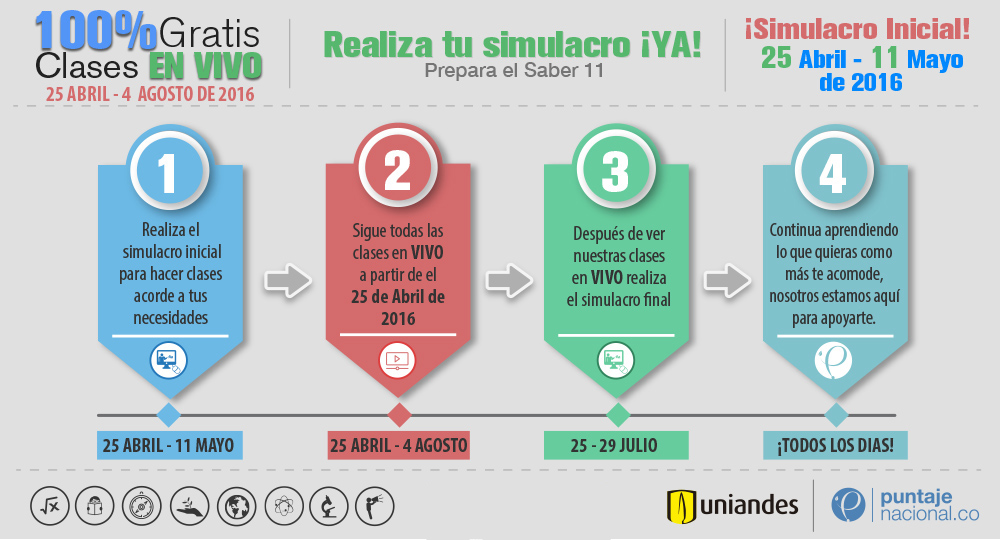 100% Gratis
Clases EN VIVO
25 ABRIL - 4 AGOSTO DE 2016
Realiza tu simulacro ¡YA!
Prepara el Saber 11
¡Simulacro Inicial!
25 Abril - 11 Mayo
de 2016
1
Realiza el
simulacro inicial
para hacer clases
acorde a tus
necesidades
25 ABRIL - 11 MAYO
2
Sigue todas las
clases en VIVO
a partir de el
25 de Abril de
2016
25 ABRIL - 4 AGOSTO
3
Después de ver
nuestras clases
en VIVO realiza
el simulacro final
25 - 29 JULIO
4
Continua aprendiendo
lo que quieras como
más te acomode,
nosotros estamos aquí
para apoyarte.
¡TODOS LOS DIAS!
√x
uniandes
puntaje
nacional.co